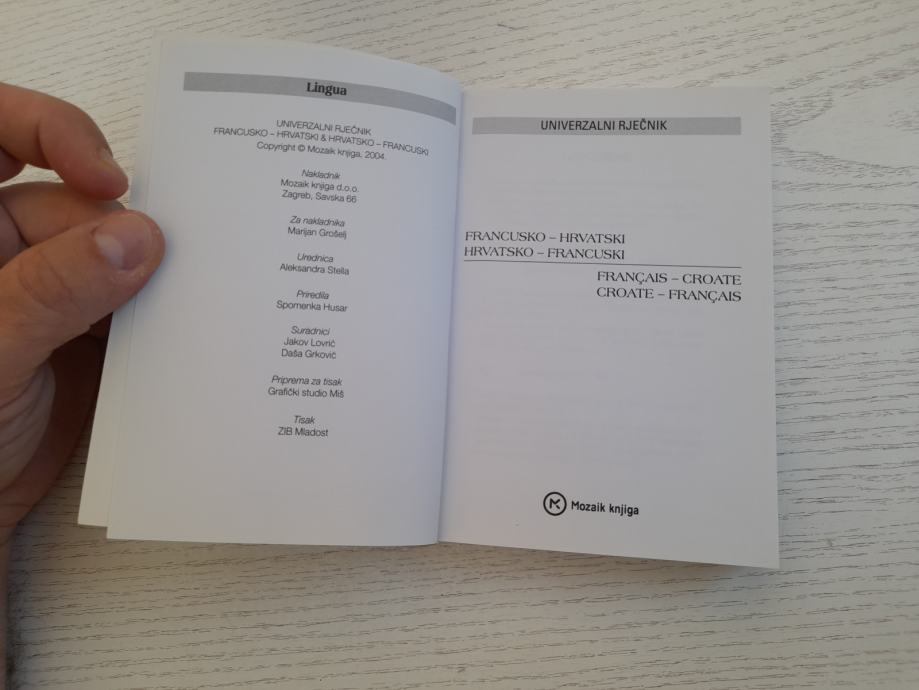 Lingua
UNIVERZALNI RJEČNIK
FRANCUSKO – HRVATSKI & HRVATSKO – FRANCUSKI
Copyright © Mozaik knjiga, 2004.
Nakladnik
Mozaik knjiga d.o.o.
Zagreb, Savska 66
Za nakladnika
Marijan Grošelj
Urednica
Aleksandra Stella
Priredila
Spomenka Husar
Suradnici
Jakov Lovrić
Daša Grković
Priprema za tisak
Grafički studio Miš
Tisak
ZIB Mladost
UNIVERZALNI RJEČNIK
FRANCUSKO – HRVATSKI
HRVATSKO – FRANCUSKI
FRANÇAIS – CROATE
CROATE – FRANÇAIS
Mozaik knjiga